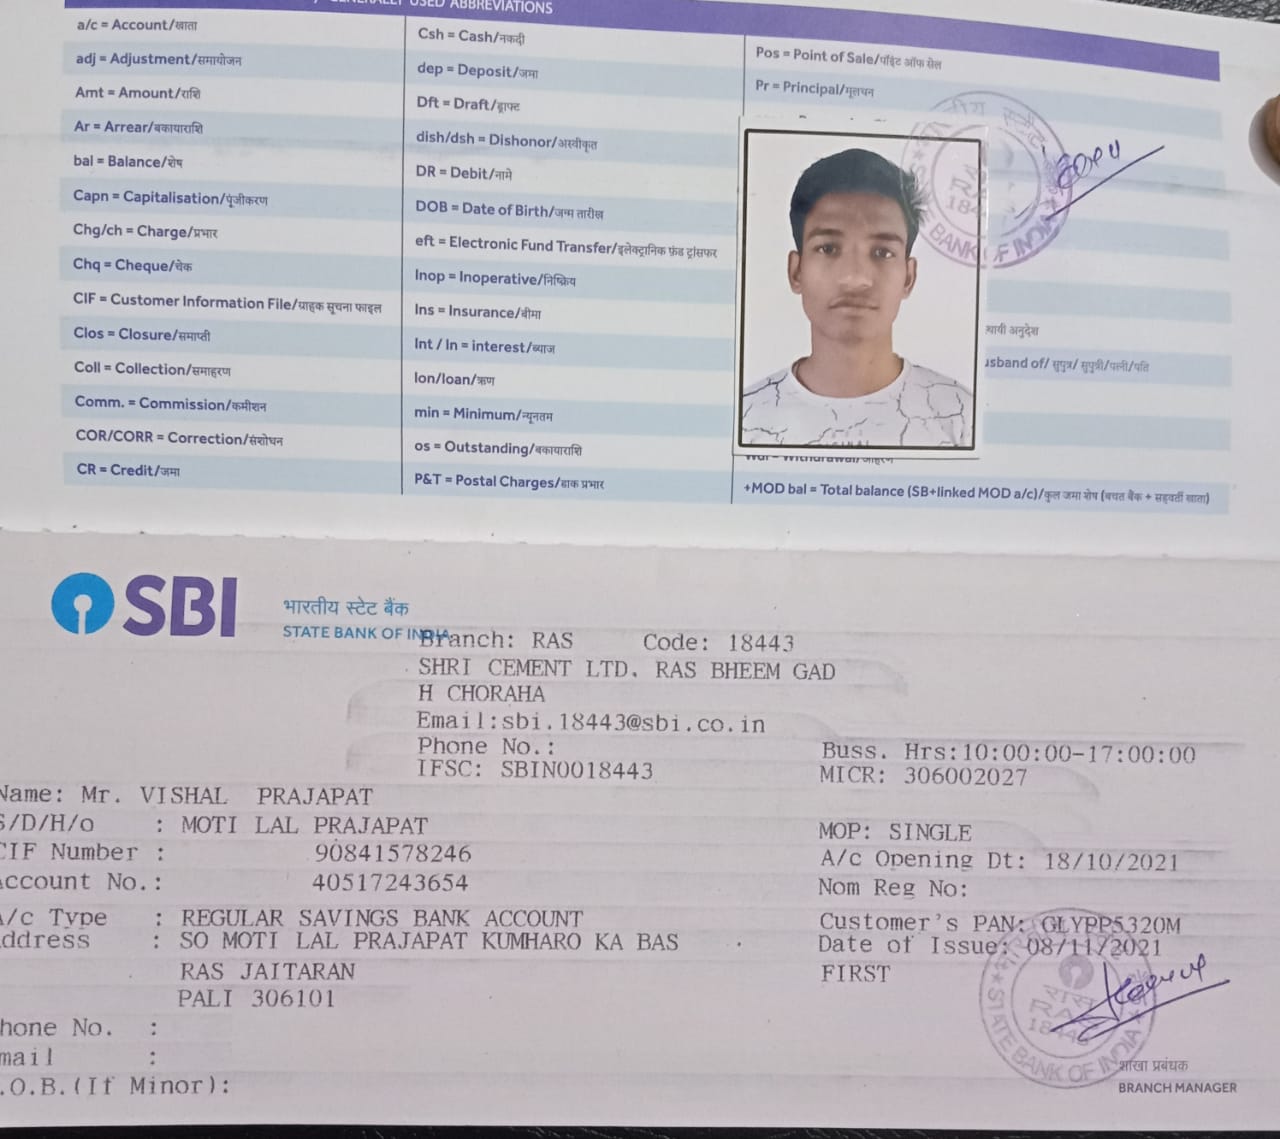 GENERALLY USED ABBREVIATIONS
a/c = Account/खाता
adj = Adjustment/समायोजन
Amt = Amount/राशि
Ar = Arrear/बकायाराशि
bal = Balance/शेष
Capn = Capitalisation/पूंजीकरण
Chg/ch = Charge/प्रभार
Chq = Cheque/चेक
CIF = Customer Information File/ग्राहक सूचना फाइल
Clos = Closure/समाप्ती
Coll = Collection/समाहरण
Comm. = Commission/कमीशन
COR/CORR = Correction/संशोधन
CR = Credit/जमा
Csh = Cash/नकदी
dep = Deposit/जमा
Dft = Draft/ड्राफ्ट
dish/dsh = Dishonor/अस्वीकृत
DR = Debit/नामे
DOB = Date of Birth/जन्म तारीख
eft = Electronic Fund Transfer/इलेक्ट्रानिक फ़ंड ट्रांसफर
Inop = Inoperative/निष्क्रिय
Ins = Insurance/बीमा
Int / In = interest/ब्याज
lon/loan/ऋण
min = Minimum/न्यूनतम
os = Outstanding/बकायाराशि
P&T = Postal Charges/डाक प्रभार
Pos = Point of Sale/पॉइंट ऑफ सेल
Pr = Principal/मूलधन
स्थायी अनुदेश
usband of/ सुपुत्र/ सुपुत्री/पत्नी/पति
+MOD bal = Total balance (SB+linked MOD a/c)/कुल जमा शेष (बचत बैंक + सहवर्ती खाता)
STATE BANK OF INDIA
SBI
भारतीय स्टेट बैंक
STATE BANK OF INDIA
Branch: RAS Code: 18443
SHRI CEMENT LTD, RAS BHEEM GAD
H CHORAHA
Email:sbi.18443@sbi.co.in
Phone No.:
IFSC: SBIN0018443
Buss. Hrs:10:00:00-17:00:00
MICR: 306002027
Name: Mr. VISHAL PRAJAPAT
S/D/H/o : MOTI LAL PRAJAPAT
CIF Number : 90841578246
Account No.: 40517243654
A/c Type : REGULAR SAVINGS BANK ACCOUNT
ddress : SO MOTI LAL PRAJAPAT KUMHARO KA BAS
RAS JAITARAN
PALI 306101
hone No. :
mail :
.O.B.(If Minor):
MOP: SINGLE
A/c Opening Dt: 18/10/2021
Nom Reg No:
Customer's PAN: GLYPP5320M
Date of Issue: 08/11/2021
FIRST
रास
RAS
18443
STATE BANK OF INDIA
शाखा प्रबंधक
BRANCH MANAGER